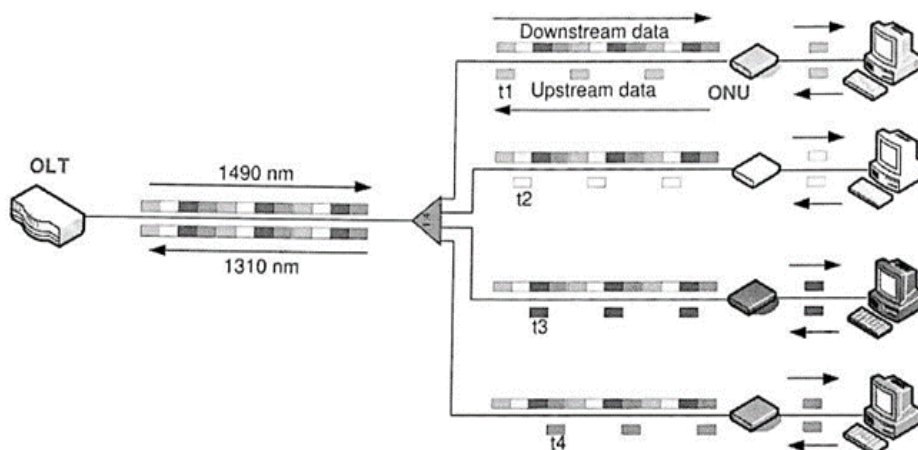 Downstream data
t1
Upstream data
ONU
OLT
1490 nm
t2
1310 nm
t3
t4